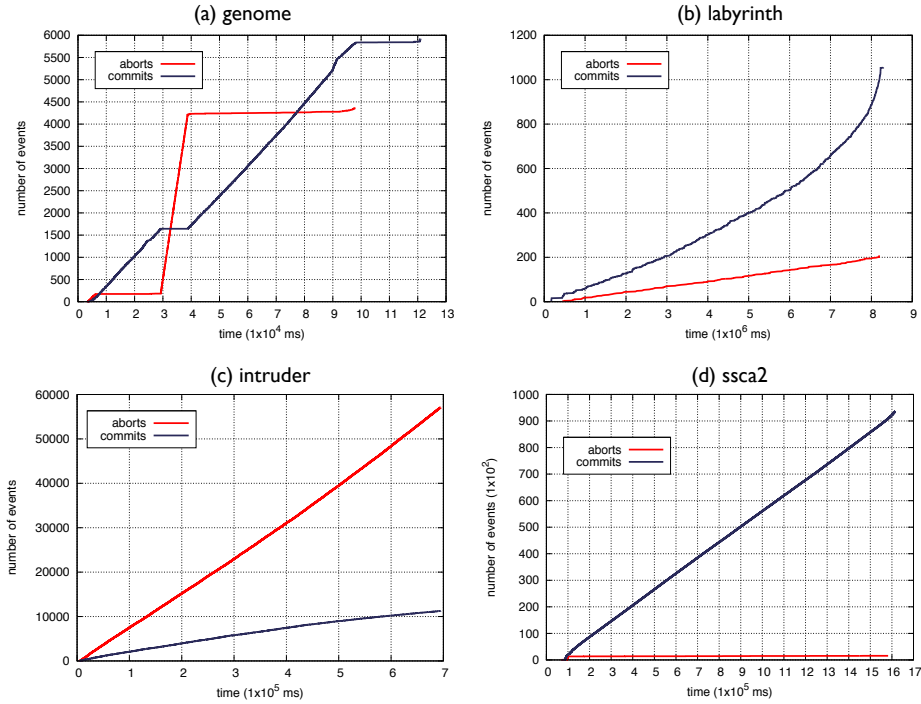 (a) genome
6000
5500
5000
4500
4000
3500
3000
2500
2000
1500
1000
500
0
number of events
aborts
commits
0 1 2 3 4 5 6 7 8 9 10 11 12 13
time (1x10^4 ms)
(b) labyrinth
1200
1000
800
600
400
200
0
number of events
aborts
commits
0 1 2 3 4 5 6 7 8 9
time (1x10^6 ms)
(c) intruder
60000
50000
40000
30000
20000
10000
0
number of events
aborts
commits
0 1 2 3 4 5 6 7
time (1x10^5 ms)
(d) ssca2
1000
900
800
700
600
500
400
300
200
100
0
number of events (1x10^2)
aborts
commits
0 1 2 3 4 5 6 7 8 9 10 11 12 13 14 15 16 17
time (1x10^5 ms)